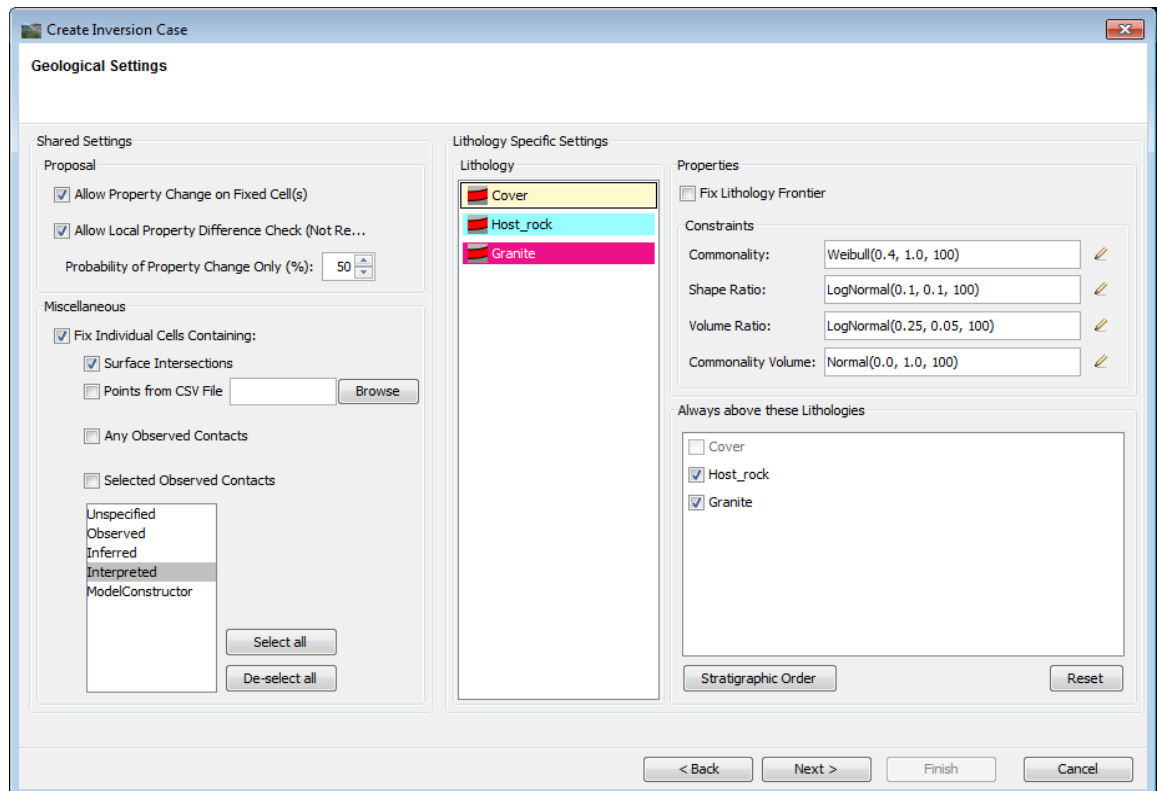 Create Inversion Case
Geological Settings
Shared Settings
Proposal
Allow Property Change on Fixed Cell(s)
Allow Local Property Difference Check (Not Re...
Probability of Property Change Only (%): 50
Miscellaneous
Fix Individual Cells Containing:
Surface Intersections
Points from CSV File Browse
Any Observed Contacts
Selected Observed Contacts
Unspecified
Observed
Inferred
Interpreted
ModelConstructor
Select all
De-select all
Lithology Specific Settings
Lithology
Cover
Host_rock
Granite
Properties
Fix Lithology Frontier
Constraints
Commonality: Weibull(0.4, 1.0, 100)
Shape Ratio: LogNormal(0.1, 0.1, 100)
Volume Ratio: LogNormal(0.25, 0.05, 100)
Commonality Volume: Normal(0.0, 1.0, 100)
Always above these Lithologies
Cover
Host_rock
Granite
Stratigraphic Order Reset
< Back Next > Finish Cancel